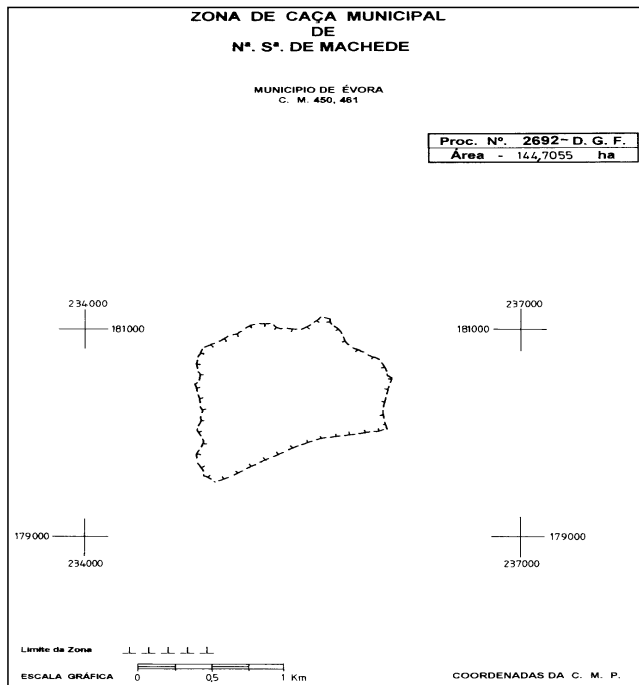 ZONA DE CAÇA MUNICIPAL
DE
Nª. Sª. DE MACHEDE
MUNICIPIO DE ÉVORA
C. M. 450, 461
Proc. Nº. 2692- D. G. F.
Área - 144,7055 ha
234000
181000
237000
181000
179000
234000
179000
237000
Limite da Zona
ESCALA GRÁFICA
0 0,5 1 Km
COORDENADAS DA C. M. P.